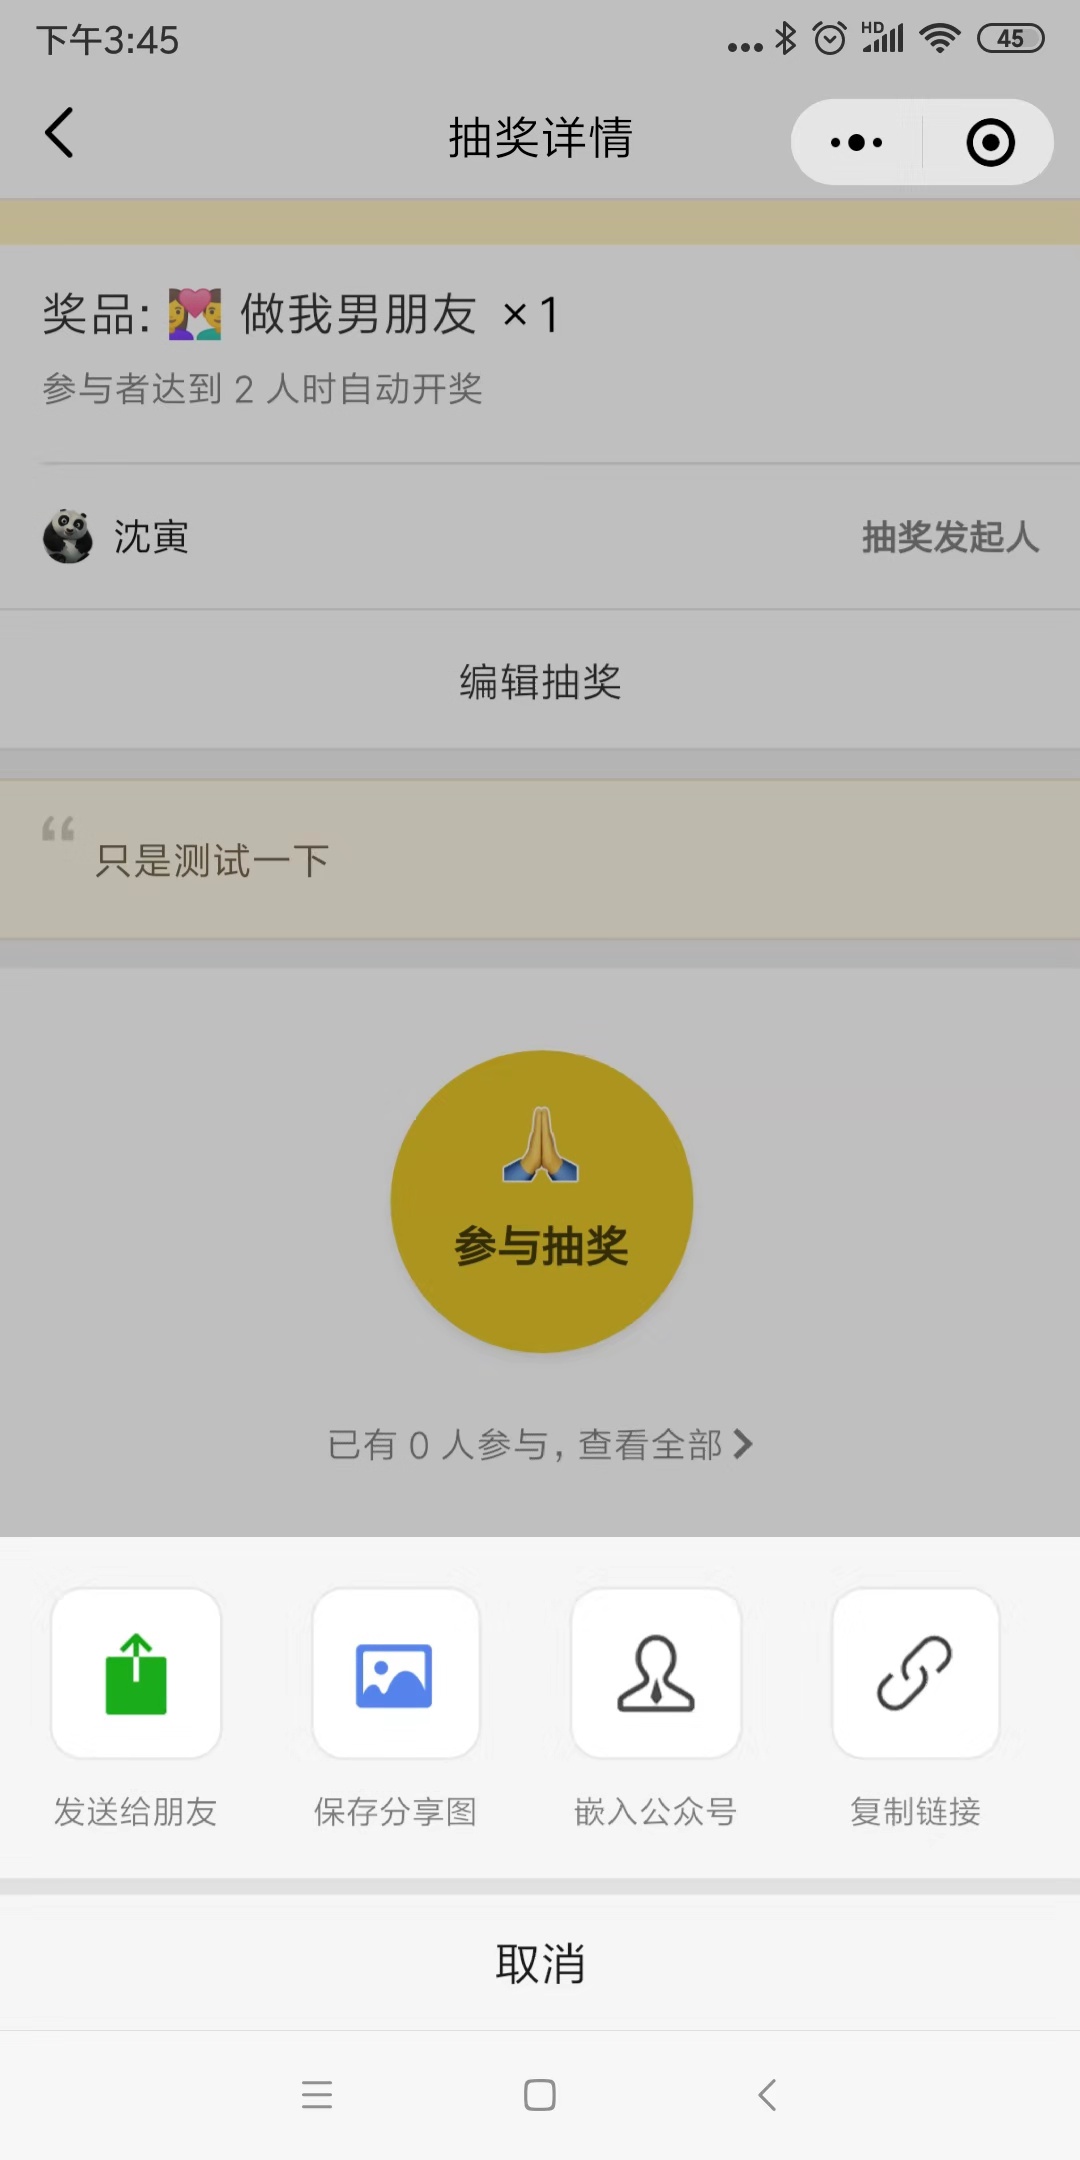 下午3:45
HD
45
抽奖详情
奖品: 做我男朋友 ×1
参与者达到 2 人时自动开奖
沈寅
抽奖发起人
编辑抽奖
“ 只是测试一下
参与抽奖
已有 0 人参与, 查看全部
发送给朋友
保存分享图
嵌入公众号
复制链接
取消